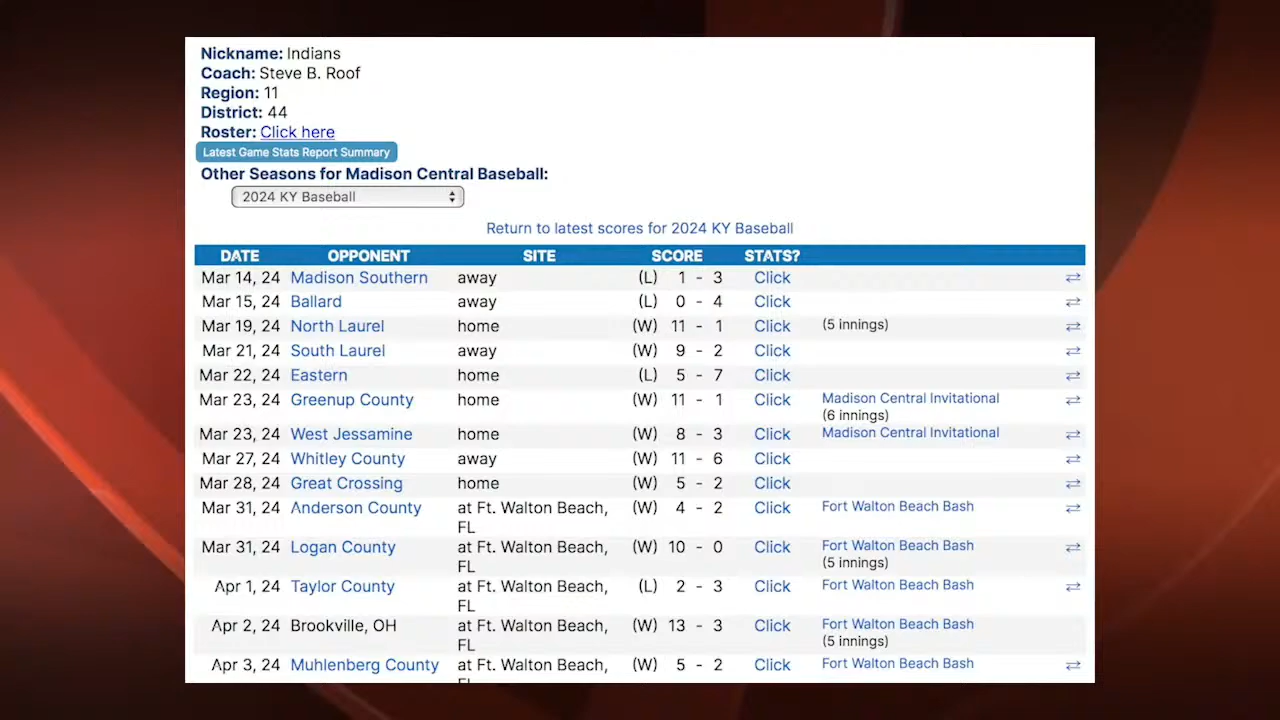 Nickname: Indians
Coach: Steve B. Roof
Region: 11
District: 44
Roster: Click here
Latest Game Stats Report Summary
Other Seasons for Madison Central Baseball:
2024 KY Baseball
Return to latest scores for 2024 KY Baseball
DATE OPPONENT SITE SCORE STATS?
Mar 14, 24 Madison Southern away (L) 1 - 3 Click
Mar 15, 24 Ballard away (L) 0 - 4 Click
Mar 19, 24 North Laurel home (W) 11 - 1 Click (5 innings)
Mar 21, 24 South Laurel away (W) 9 - 2 Click
Mar 22, 24 Eastern home (L) 5 - 7 Click
Mar 23, 24 Greenup County home (W) 11 - 1 Click Madison Central Invitational
(6 innings)
Mar 23, 24 West Jessamine home (W) 8 - 3 Click Madison Central Invitational
Mar 27, 24 Whitley County away (W) 11 - 6 Click
Mar 28, 24 Great Crossing home (W) 5 - 2 Click
Mar 31, 24 Anderson County at Ft. Walton Beach, (W) 4 - 2 Click Fort Walton Beach Bash
FL
Mar 31, 24 Logan County at Ft. Walton Beach, (W) 10 - 0 Click Fort Walton Beach Bash
FL (5 innings)
Apr 1, 24 Taylor County at Ft. Walton Beach, (L) 2 - 3 Click Fort Walton Beach Bash
FL
Apr 2, 24 Brookville, OH at Ft. Walton Beach, (W) 13 - 3 Click Fort Walton Beach Bash
FL (5 innings)
Apr 3, 24 Muhlenberg County at Ft. Walton Beach, (W) 5 - 2 Click Fort Walton Beach Bash